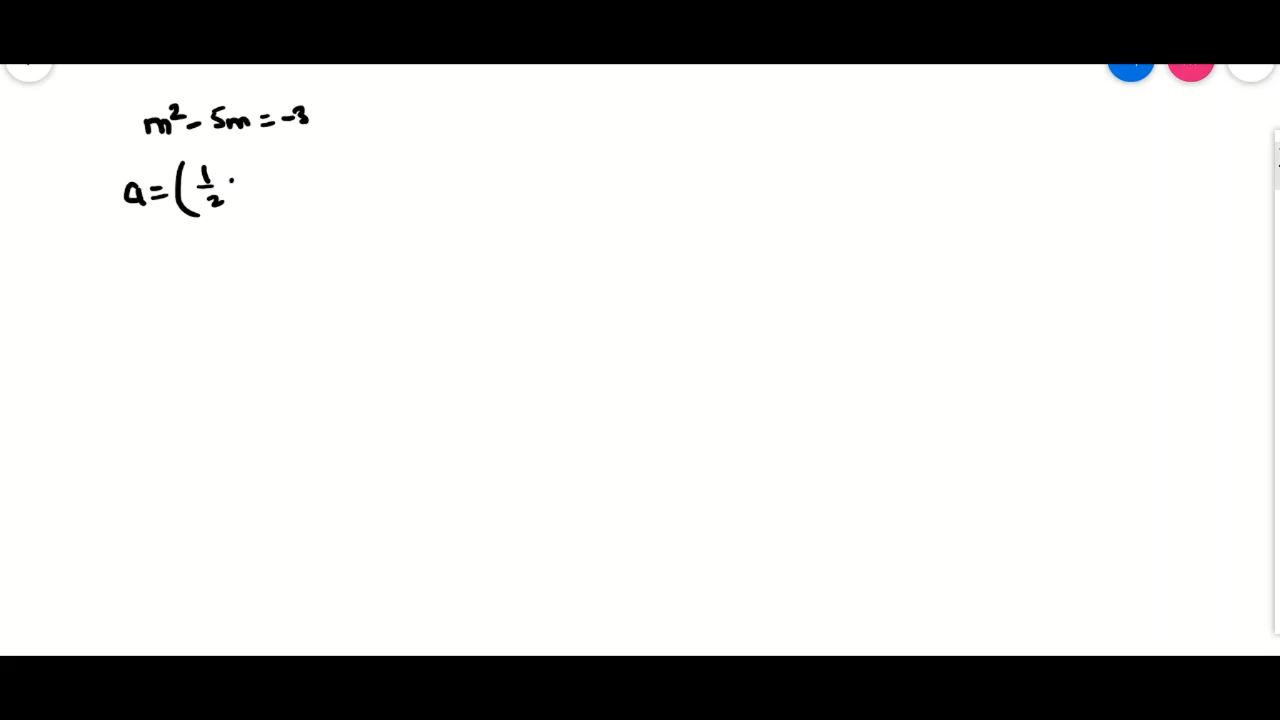 m² - 5m = -3
a = ( 1/2 ·